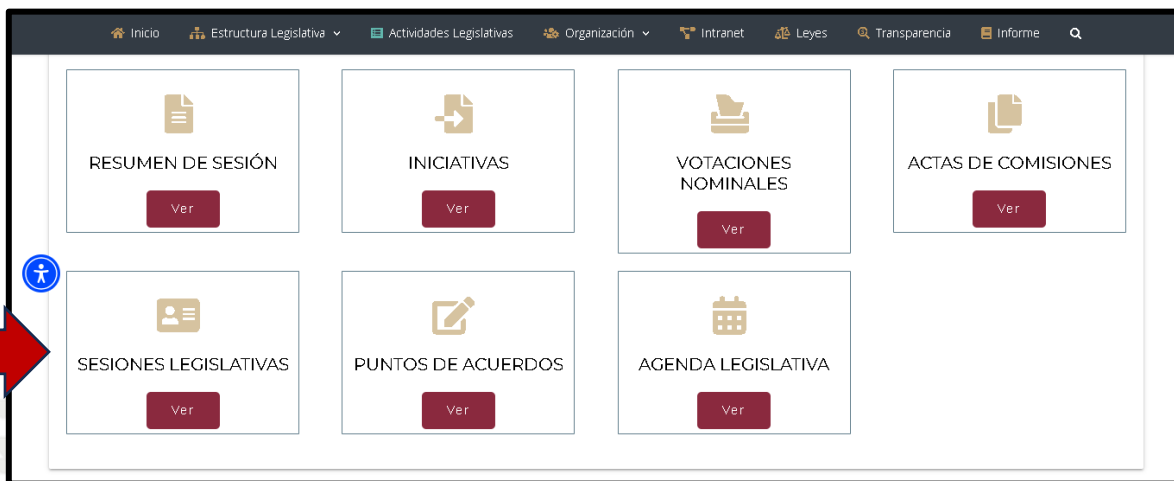 Inicio Estructura Legislativa Actividades Legislativas Organización Intranet Leyes Transparencia Informe
RESUMEN DE SESIÓN
Ver
INICIATIVAS
Ver
VOTACIONES
NOMINALES
Ver
ACTAS DE COMISIONES
Ver
SESIONES LEGISLATIVAS
Ver
PUNTOS DE ACUERDOS
Ver
AGENDA LEGISLATIVA
Ver